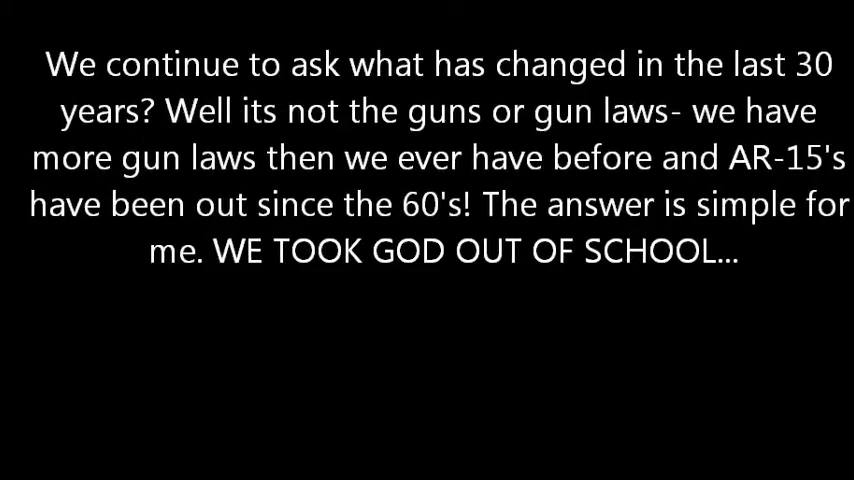 We continue to ask what has changed in the last 30
years? Well its not the guns or gun laws- we have
more gun laws then we ever have before and AR-15's
have been out since the 60's! The answer is simple for
me. WE TOOK GOD OUT OF SCHOOL...